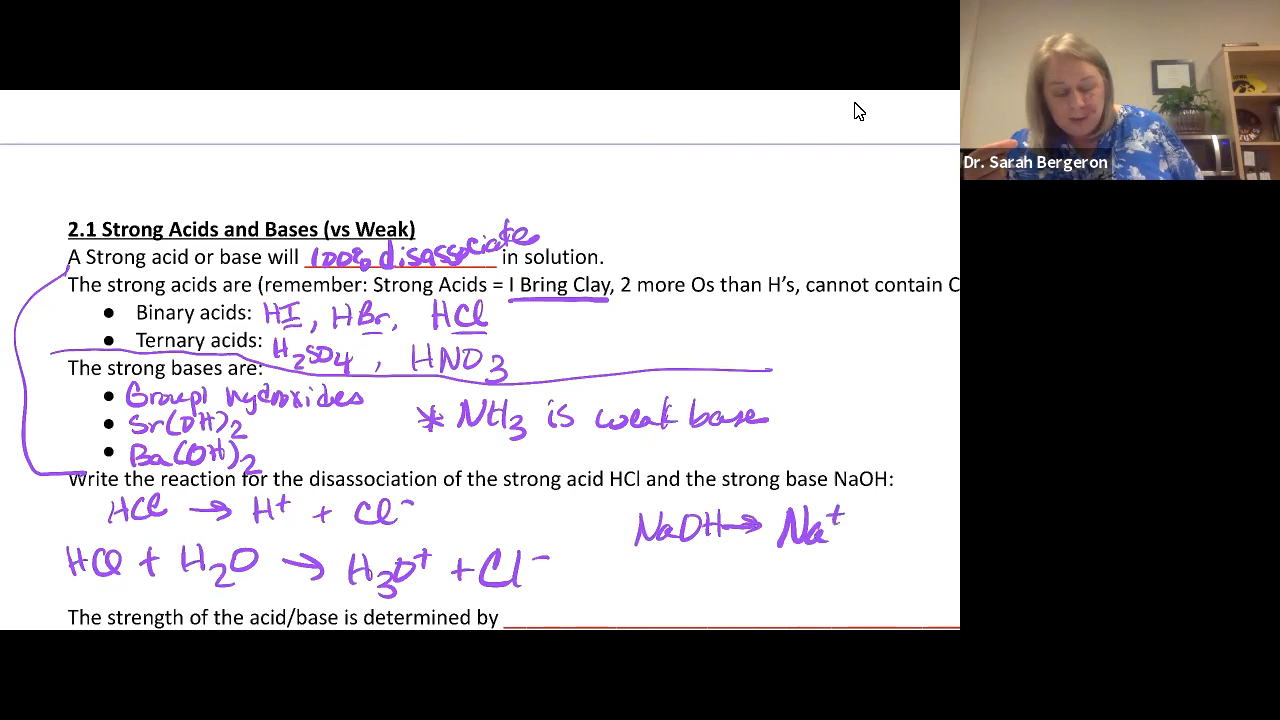 Dr. Sarah Bergeron
2.1 Strong Acids and Bases (vs Weak)
A Strong acid or base will 100% disassociate in solution.
The strong acids are (remember: Strong Acids = I Bring Clay, 2 more Os than H's, cannot contain C
● Binary acids: HI, HBr, HCl
● Ternary acids: H2SO4, HNO3
The strong bases are:
● Group 1 hydroxides
● Sr(OH)2
* NH3 is weak base
● Ba(OH)2
Write the reaction for the disassociation of the strong acid HCl and the strong base NaOH:
HCl → H+ + Cl-
NaOH → Na+
HCl + H2O → H3O+ + Cl-
The strength of the acid/base is determined by
IOWA